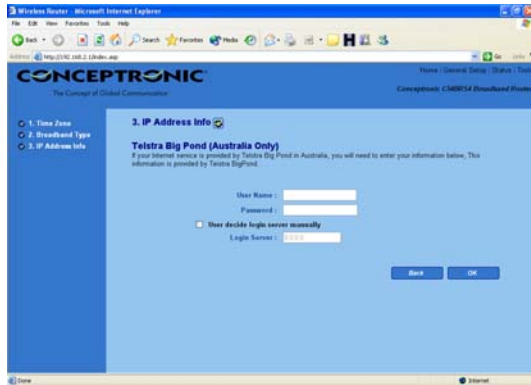 Wireless Router - Microsoft Internet Explorer
File Edit View Favorites Tools Help
Back Search Favorites Media
Address http://192.168.2.1/index.asp Go
CONCEPTRONIC
The Concept of Global Communication
Home | General Setup | Status | Tools
Conceptronic C54BRS4 Broadband Router
1. Time Zone
2. Broadband Type
3. IP Address Info
3. IP Address Info
Telstra Big Pond (Australia Only)
If your Internet service is provided by Telstra Big Pond in Australia, you will need to enter your information below, This
information is provided by Telstra BigPond.
User Name :
Password :
User decide login server manually
Login Server :
Back OK
Done Internet